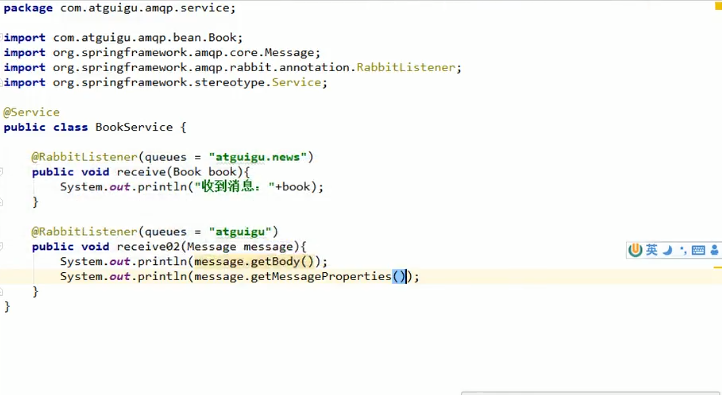 package com.atguigu.amqp.service;
import com.atguigu.amqp.bean.Book;
import org.springframework.amqp.core.Message;
import org.springframework.amqp.rabbit.annotation.RabbitListener;
import org.springframework.stereotype.Service;
@Service
public class BookService {
@RabbitListener(queues = "atguigu.news")
public void receive(Book book){
System.out.println("收到消息："+book);
}
@RabbitListener(queues = "atguigu")
public void receive02(Message message){
System.out.println(message.getBody());
System.out.println(message.getMessageProperties());
}
}
英